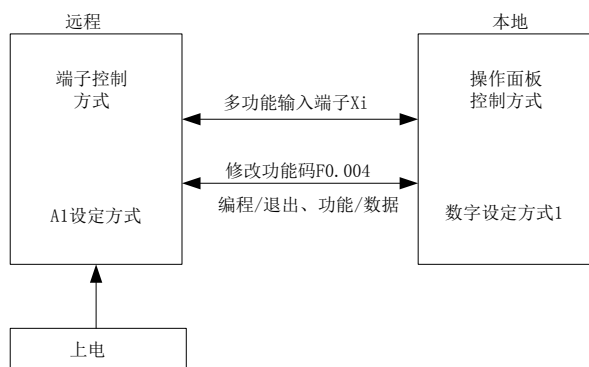 远程
本地
端子控制
方式
操作面板
控制方式
多功能输入端子Xi
修改功能码F0.004
编程/退出、功能/数据
A1设定方式
数字设定方式1
上电